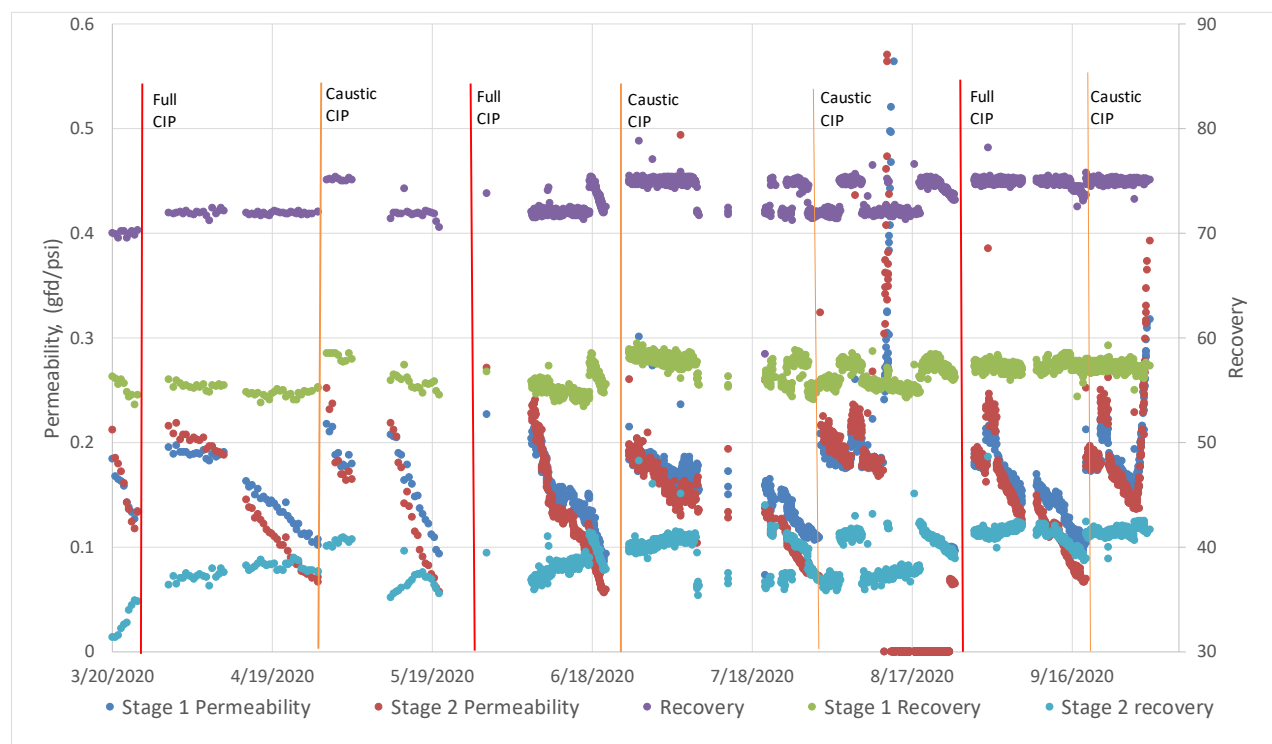 0.6
90
Full
CIP
Caustic
CIP
Full
CIP
Caustic
CIP
Caustic
CIP
Full
CIP
Caustic
CIP
0.5
80
0.4
70
0.3
60
0.2
50
0.1
40
0
30
Permeability, (gfd/psi)
Recovery
3/20/2020
4/19/2020
5/19/2020
6/18/2020
7/18/2020
8/17/2020
9/16/2020
Stage 1 Permeability
Stage 2 Permeability
Recovery
Stage 1 Recovery
Stage 2 recovery